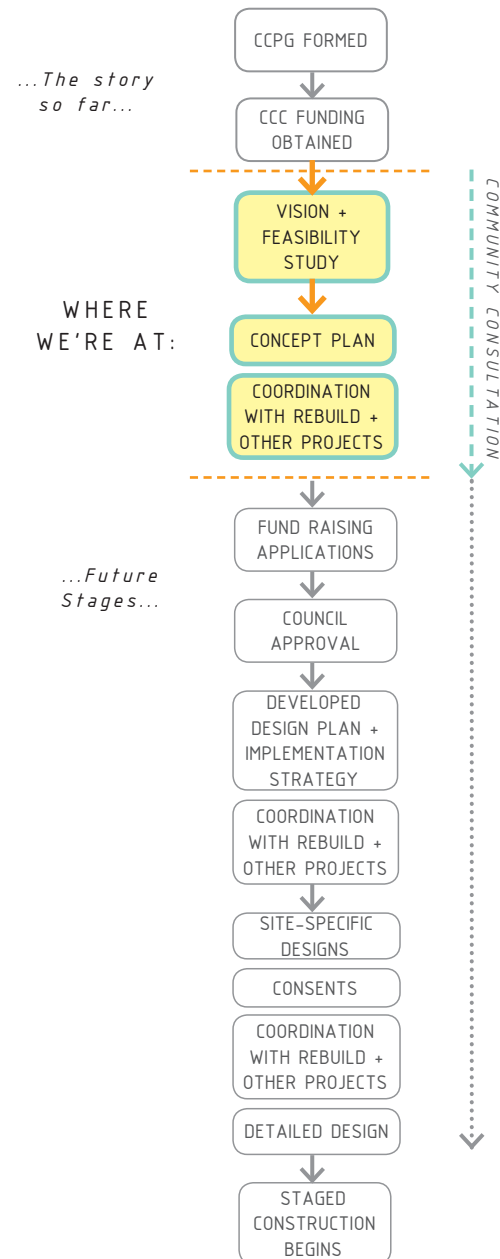 CCPG FORMED
...The story
so far...
CCC FUNDING
OBTAINED
VISION +
FEASIBILITY
STUDY
COMMUNITY CONSULTATION
WHERE
WE'RE AT:
CONCEPT PLAN
COORDINATION
WITH REBUILD +
OTHER PROJECTS
FUND RAISING
APPLICATIONS
...Future
Stages...
COUNCIL
APPROVAL
DEVELOPED
DESIGN PLAN +
IMPLEMENTATION
STRATEGY
COORDINATION
WITH REBUILD +
OTHER PROJECTS
SITE-SPECIFIC
DESIGNS
CONSENTS
COORDINATION
WITH REBUILD +
OTHER PROJECTS
DETAILED DESIGN
STAGED
CONSTRUCTION
BEGINS